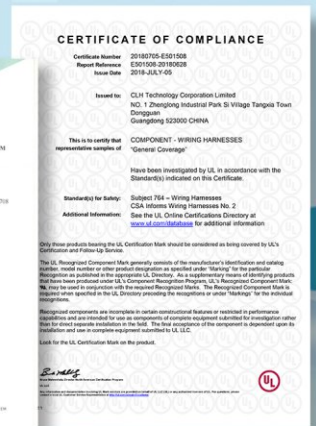 CERTIFICATE OF COMPLIANCE
Certificate Number 20180705-E501508
Report Reference E501508-20180628
Issue Date 2018-JULY-05
Issued to: CLH Technology Corporation Limited
NO. 1 Zhenglong Industrial Park Si Village Tangxia Town
Dongguan
Guangdong 523000 CHINA
This is to certify that COMPONENT - WIRING HARNESSES
representative samples of "General Coverage"
Have been investigated by UL in accordance with the
Standard(s) indicated on this Certificate.
Standard(s) for Safety: Subject 764 – Wiring Harnesses
CSA Informs Wiring Harnesses No. 2
Additional Information: See the UL Online Certifications Directory at
www.ul.com/database for additional information
Only those products bearing the UL Certification Mark should be considered as being covered by UL's
Certification and Follow-Up Service.
The UL Recognized Component Mark generally consists of the manufacturer's identification and catalog
number, model number or other product designation as specified under "Marking" for the particular
Recognition as published in the appropriate UL Directory. As a supplementary means of identifying products
that have been produced under UL's Component Recognition Program, UL's Recognized Component Mark:
may be used in conjunction with the required Recognized Marks. The Recognized Component Mark is
required when specified in the UL Directory preceding the recognitions or under "Markings" for the individual
recognitions.
Recognized components are incomplete in certain constructional features or restricted in performance
capabilities and are intended for use as components of complete equipment submitted for investigation rather
than for direct separate installation in the field. The final acceptance of the component is dependent upon its
installation and use in complete equipment submitted to UL LLC.
Look for the UL Certification Mark on the product.
UL